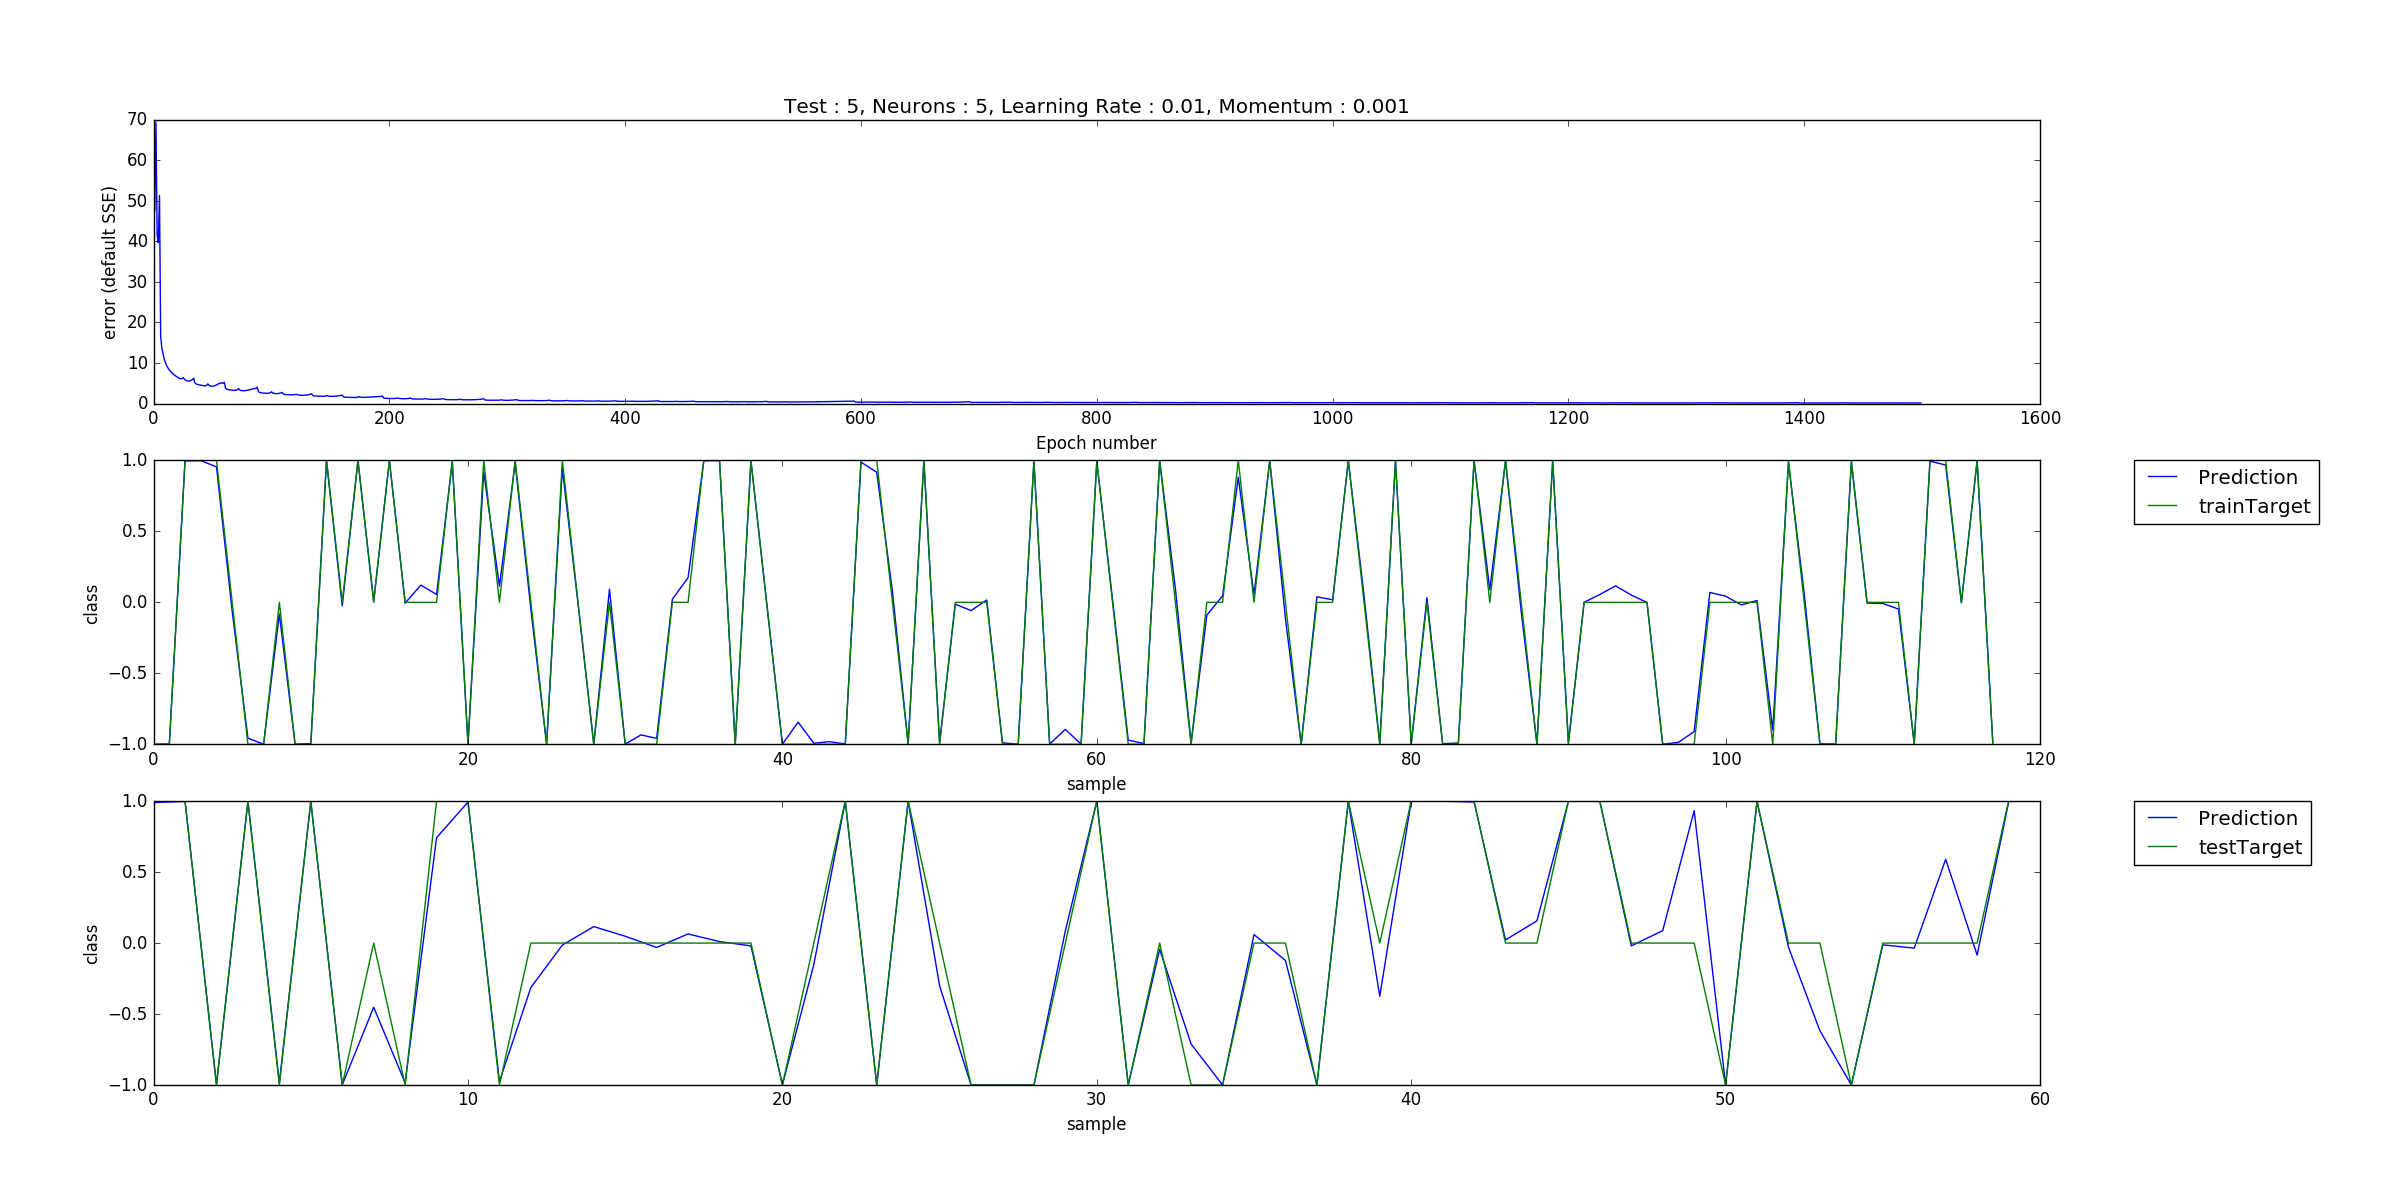 Test : 5, Neurons : 5, Learning Rate : 0.01, Momentum : 0.001
70
60
50
40
30
20
10
0
error (default SSE)
0 200 400 600 800 1000 1200 1400 1600
Epoch number
1.0
0.5
0.0
−0.5
−1.0
class
0 20 40 60 80 100 120
sample
Prediction
trainTarget
1.0
0.5
0.0
−0.5
−1.0
class
0 10 20 30 40 50 60
sample
Prediction
testTarget